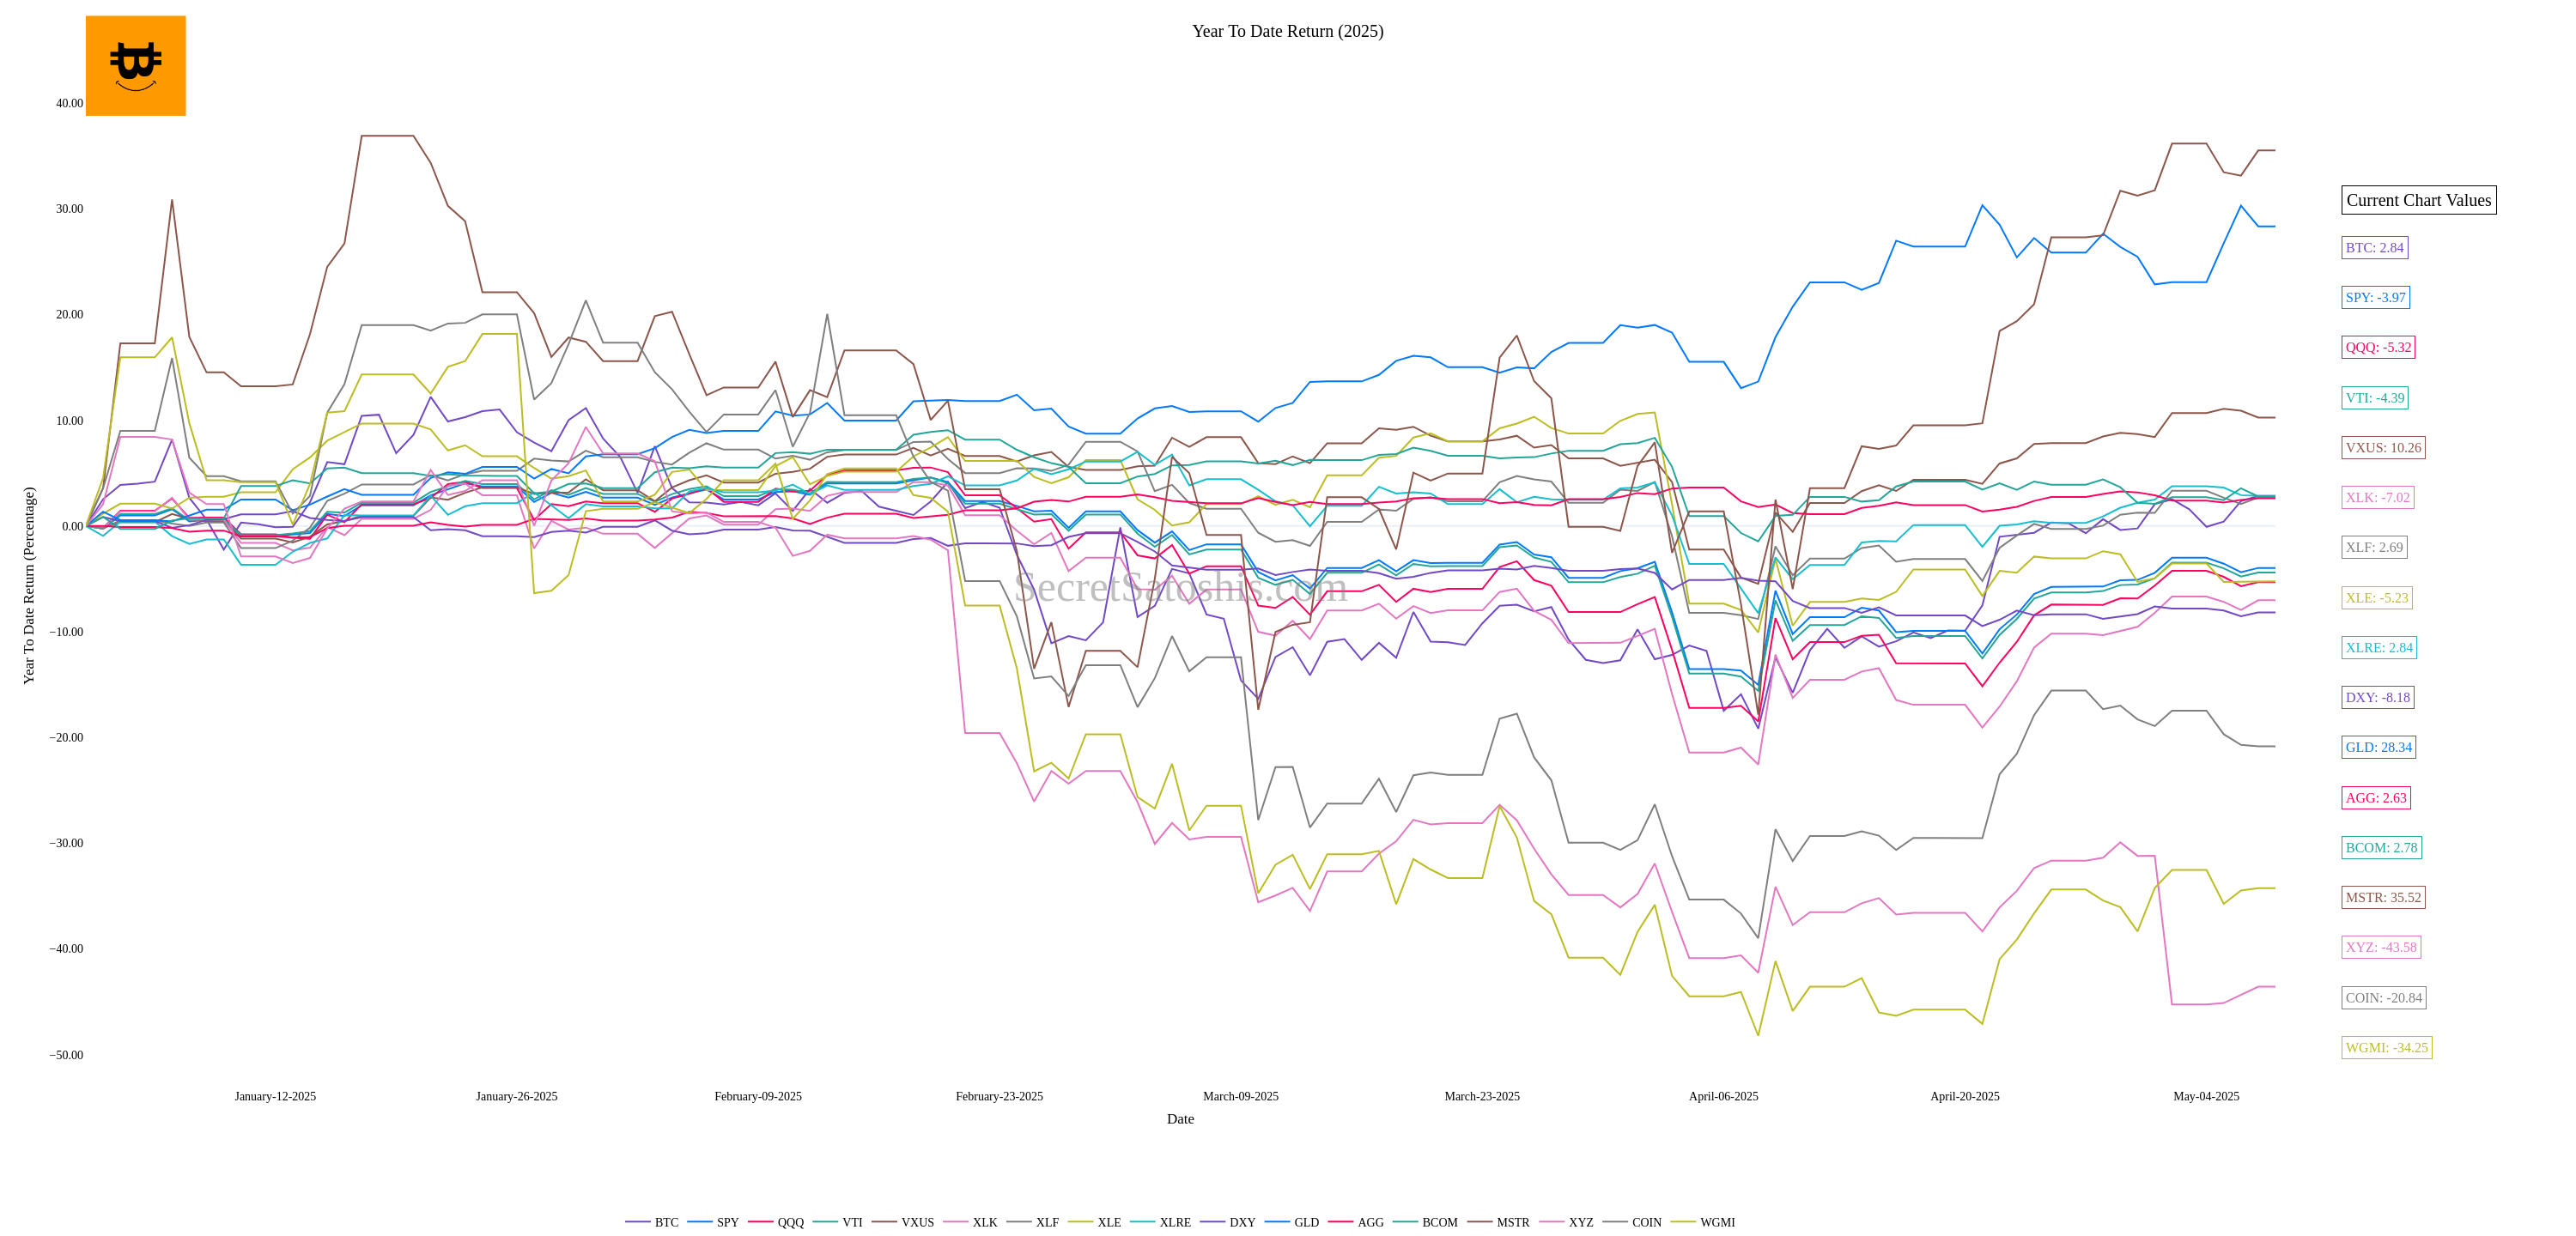 Year To Date Return (2025)
40.00
30.00
20.00
10.00
0.00
−10.00
−20.00
−30.00
−40.00
−50.00
Year To Date Return (Percentage)
SecretSatoshis.com
Current Chart Values
BTC: 2.84
SPY: -3.97
QQQ: -5.32
VTI: -4.39
VXUS: 10.26
XLK: -7.02
XLF: 2.69
XLE: -5.23
XLRE: 2.84
DXY: -8.18
GLD: 28.34
AGG: 2.63
BCOM: 2.78
MSTR: 35.52
XYZ: -43.58
COIN: -20.84
WGMI: -34.25
January-12-2025 January-26-2025 February-09-2025 February-23-2025 March-09-2025 March-23-2025 April-06-2025 April-20-2025 May-04-2025
Date
BTC SPY QQQ VTI VXUS XLK XLF XLE XLRE DXY GLD AGG BCOM MSTR XYZ COIN WGMI